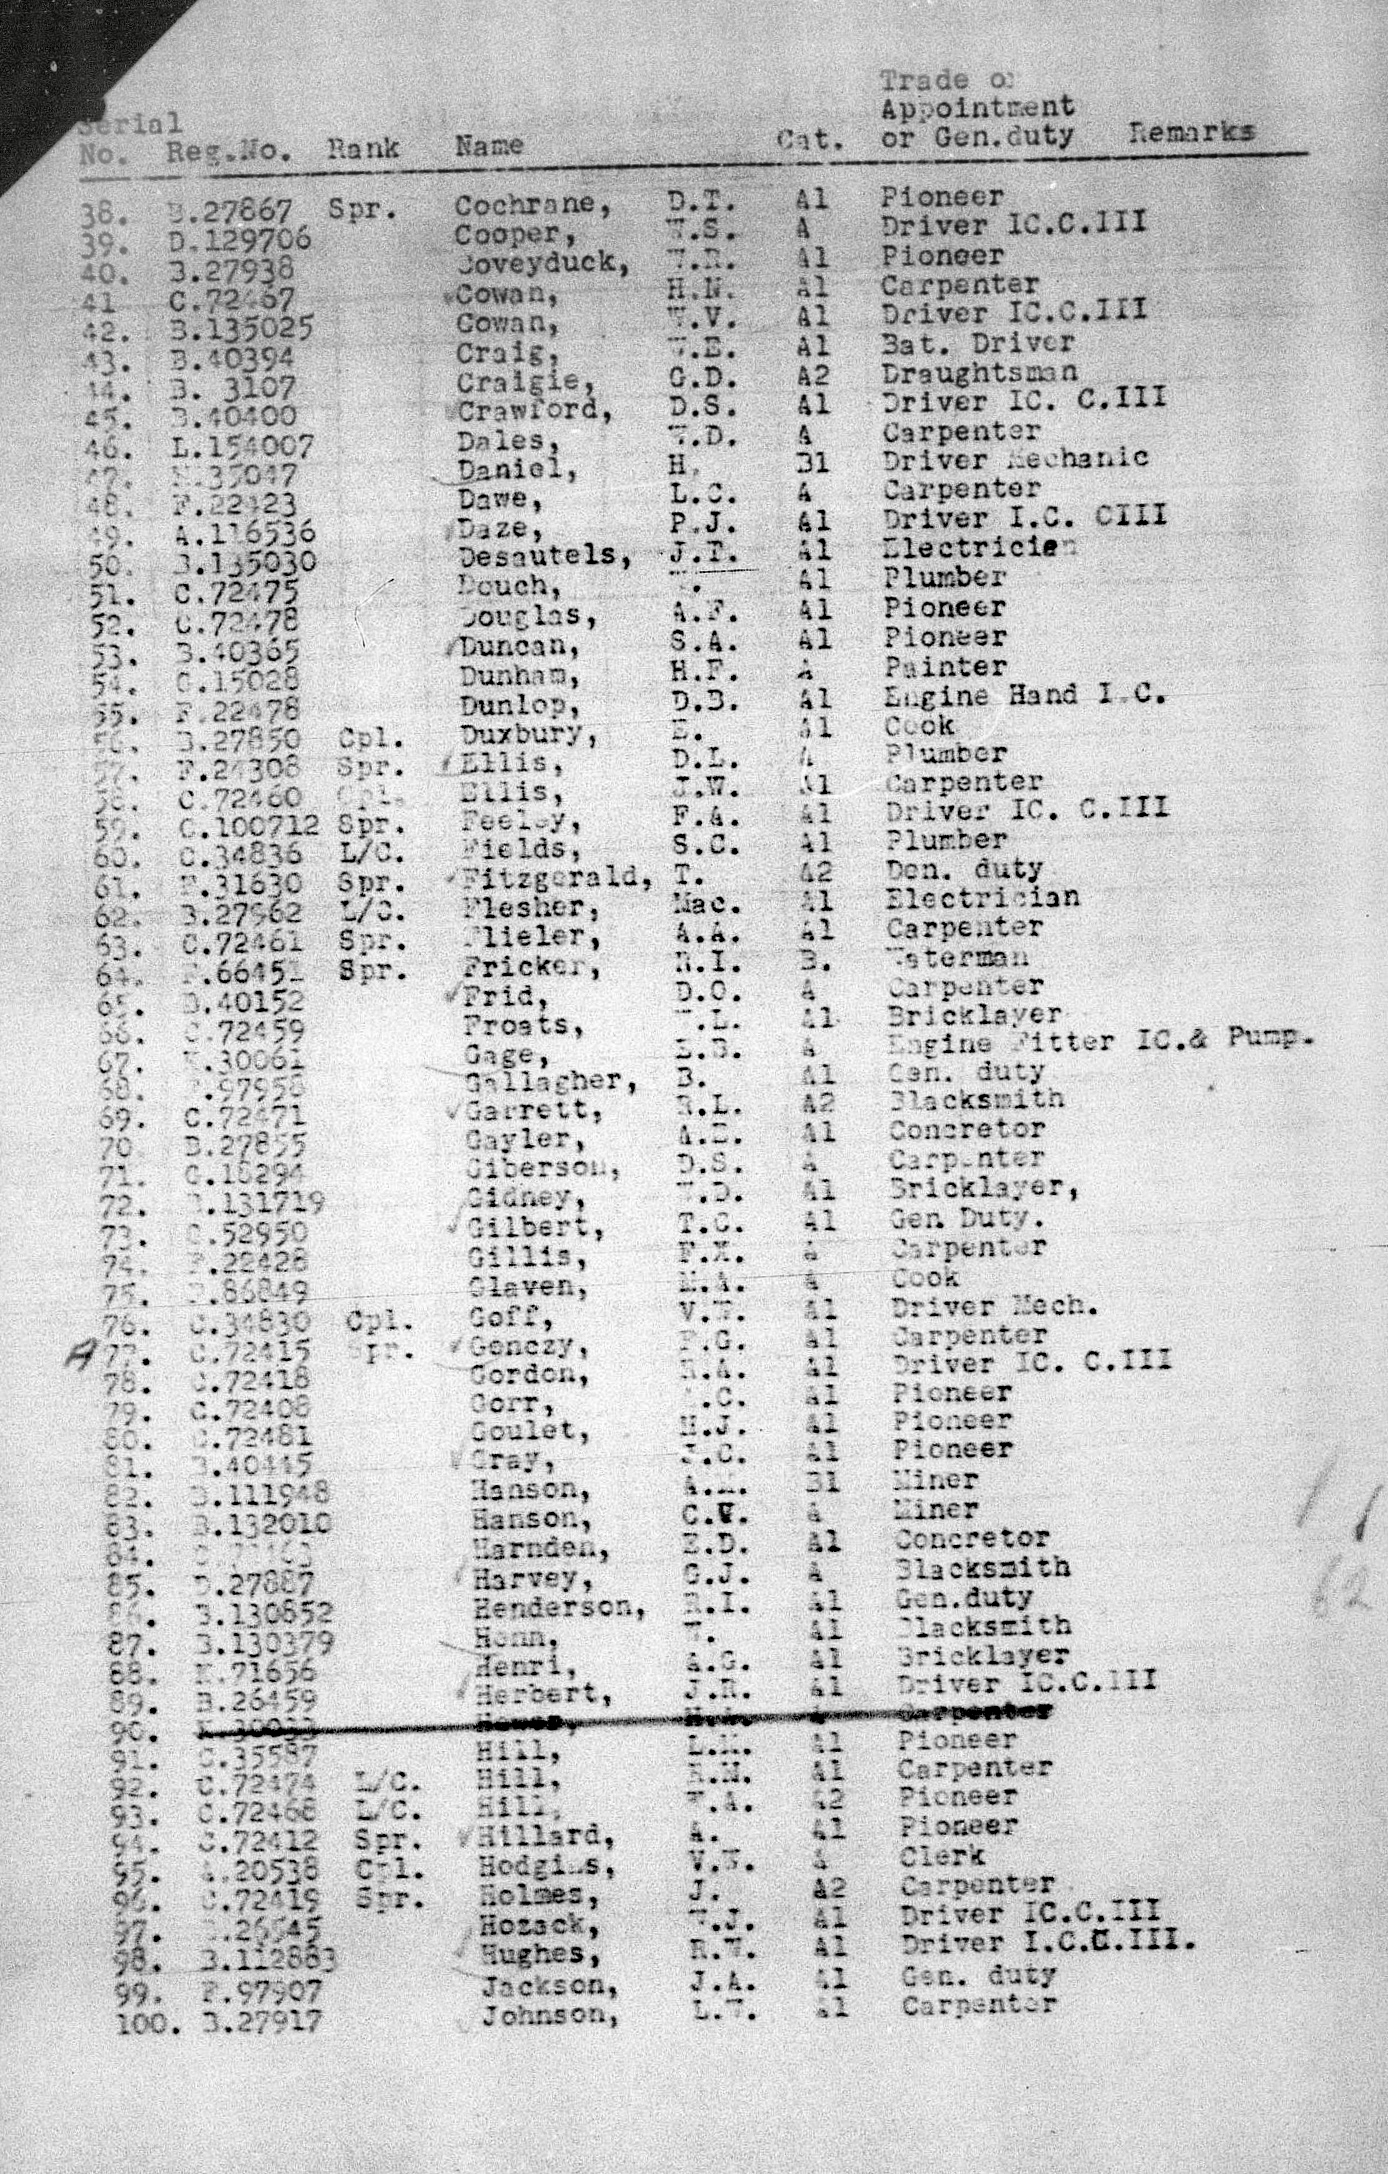 Trade or
Appointment
Serial
No. Reg.No. Rank Name Cat. or Gen.duty Remarks
38. B.27867 Spr. Cochrane, D.T. A1 Pioneer
39. D.129706 Cooper, W.S. A Driver IC.C.III
40. B.27938 Coveyduck, W.R. A1 Pioneer
41 C.72467 Cowan, H.N. A1 Carpenter
42. B.135025 Cowan, W.V. A1 Driver IC.C.III
43. B.40394 Craig, W.E. A1 Bat. Driver
44. B. 3107 Craigie, G.D. A2 Draughtsman
45. B.40400 Crawford, D.S. A1 Driver IC. C.III
46. L.154007 Dales, W.D. A Carpenter
47. Daniel, H. B1 Driver Mechanic
48. F.22423 Dawe, L.C. A Carpenter
49. A.116536 Daze, P.J. A1 Driver I.C. CIII
50. B.135030 Desautels, J.T. A1 Electrician
51. C.72475 Douch, W. A1 Plumber
52. C.72478 Douglas, A.F. A1 Pioneer
53. B.40365 Duncan, S.A. A1 Pioneer
54. G.15028 Dunham, H.F. A Painter
55. F.22478 Dunlop, D.B. A1 Engine Hand I.C.
56. B.27850 Cpl. Duxbury, E. A1 Cook
57. F.24308 Spr. Ellis, D.L. A Plumber
58. C.72460 Cpl. Ellis, J.W. A1 Carpenter
59. C.100712 Spr. Feeley, F.A. A1 Driver IC. C.III
60. C.34836 L/C. Fields, S.C. A1 Plumber
61. F.31630 Spr. Fitzgerald, T. A2 Den. duty
62. B.27962 L/C. Flesher, Mac. A1 Electrician
63. C.72461 Spr. Flieler, A.A. A1 Carpenter
64. F.66451 Spr. Fricker, R.I. B. Waterman
65. B.40152 Frid, D.O. A Carpenter
66. C.72459 Froats, W.L. A1 Bricklayer
67. K.30061 Gage, E.B. A Engine Fitter IC.& Pump.
68. F.97958 Gallagher, B. A1 Gen. duty
69. C.72471 Garrett, R.L. A2 Blacksmith
70. B.27855 Gayler, A.E. A1 Concretor
71. G.18294 Giberson, D.S. A Carpenter
72. B.131719 Gidney, W.D. A1 Bricklayer,
73. C.52950 Gilbert, T.C. A1 Gen Duty.
74. F.22428 Gillis, F.X. A Carpenter
75. F.86849 Glaven, M.A. A Cook
76. C.34830 Cpl. Goff, V.W. A1 Driver Mech.
A 77. C.72415 Spr. Gonczy, F.G. A1 Carpenter
78. C.72418 Gordon, R.A. A1 Driver IC. C.III
79. C.72408 Gorr, A1 Pioneer
80. C.72481 Goulet, H.J. A1 Pioneer
81. B.40445 Gray, J.C. A1 Pioneer
82. D.111948 Hanson, B1 Miner
83. B.132010 Hanson, C.V. A Miner
84. Harnden, E.D. A1 Concretor
85. B.27887 Harvey, G.J. A Blacksmith
86. B.130852 Henderson, R.I. A1 Gen.duty
87. B.130379 Henn, W. A1 Blacksmith
88. K.71656 Henri, A.G. A1 Bricklayer
89. B.26459 Herbert, J.R. A1 Driver IC.C.III
90. A Carpenter
91. C.35587 Hill, L.M. A1 Pioneer
92. C.72474 L/C. Hill, H.M. A1 Carpenter
93. C.72468 L/C. Hill, W.A. A2 Pioneer
94. C.72412 Spr. Hillard, A. A1 Pioneer
95. A.20538 Cpl. Hodgins, V.W. A Clerk
96. C.72419 Spr. Holmes, J. A2 Carpenter
97. B.26545 Hozack, W.J. A1 Driver IC.C.III
98. B.112883 Hughes, R.W. A1 Driver I.C.C.III.
99. F.97907 Jackson, J.A. A1 Gen. duty
100. B.27917 Johnson, L.W. A1 Carpenter
62